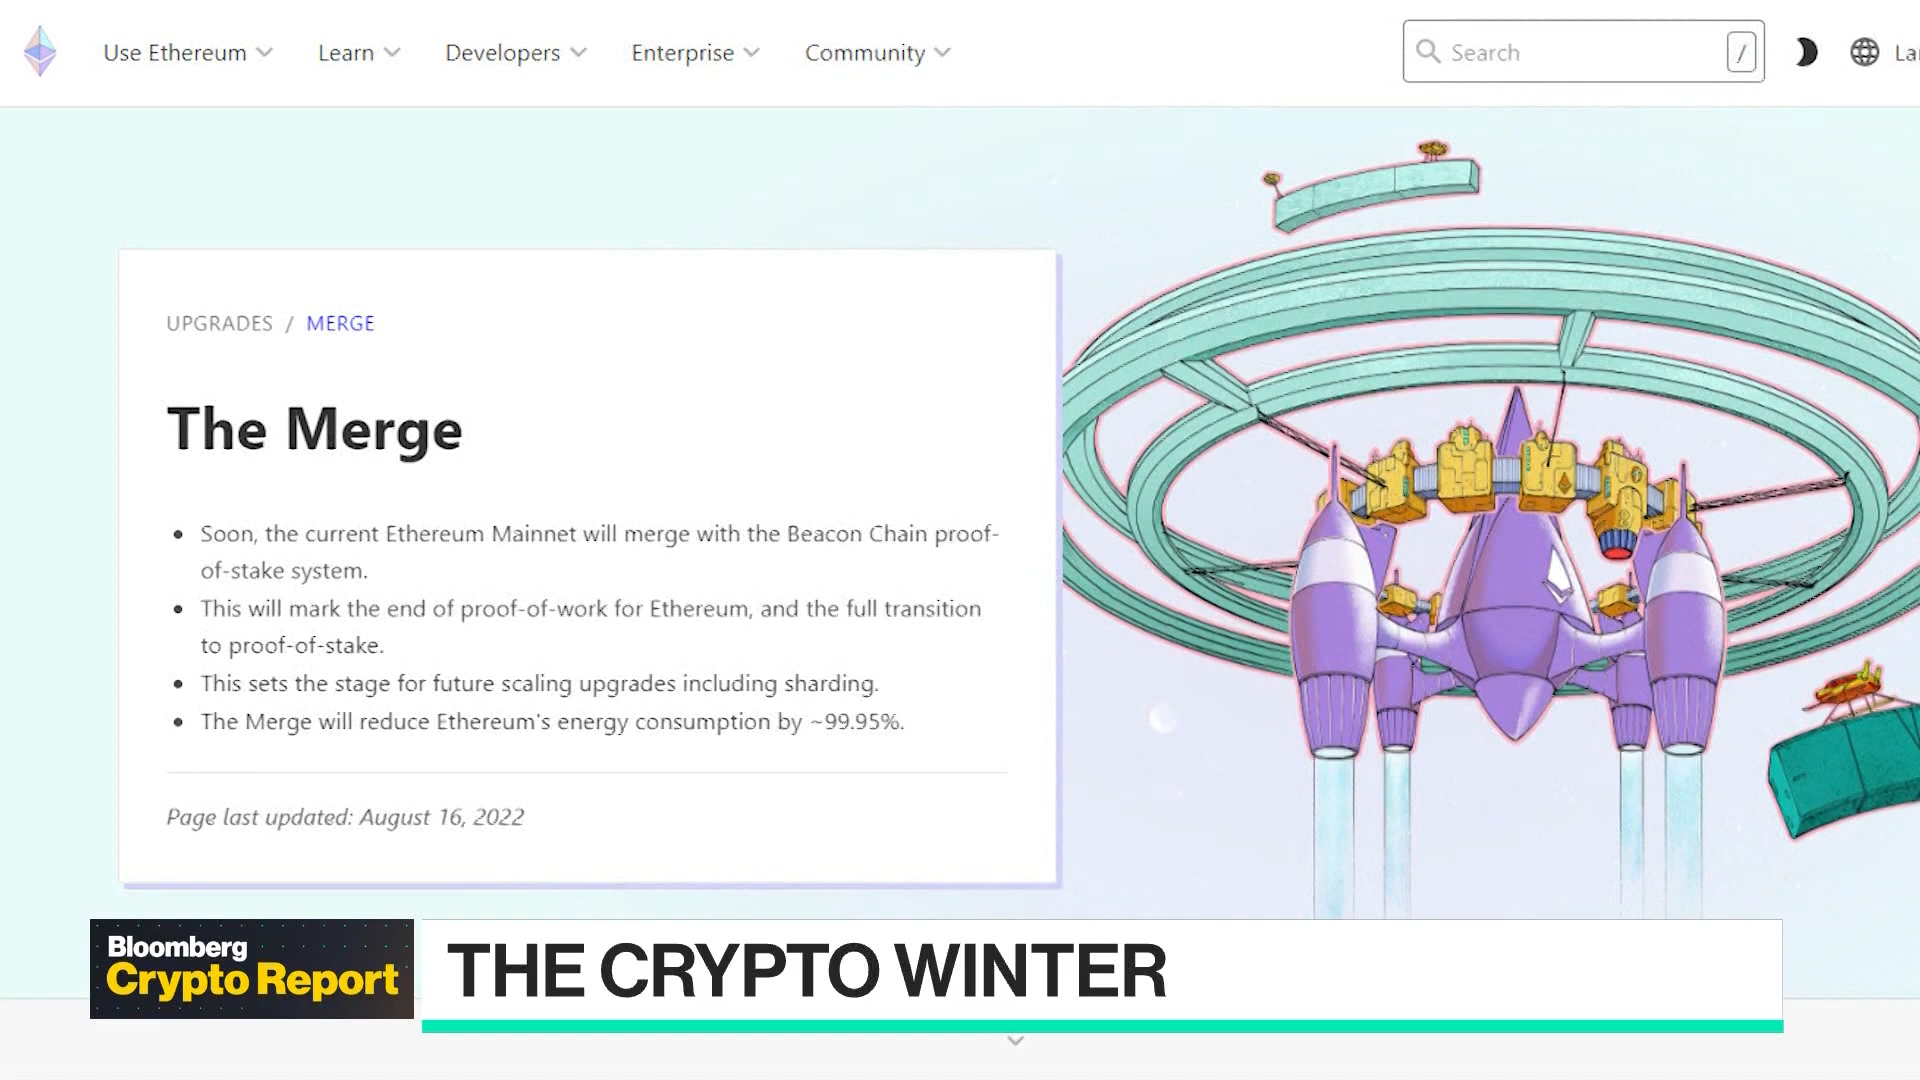 Use Ethereum Learn Developers Enterprise Community Search /
UPGRADES / MERGE
The Merge
• Soon, the current Ethereum Mainnet will merge with the Beacon Chain proof-
of-stake system.
• This will mark the end of proof-of-work for Ethereum, and the full transition
to proof-of-stake.
• This sets the stage for future scaling upgrades including sharding.
• The Merge will reduce Ethereum's energy consumption by ~99.95%.
Page last updated: August 16, 2022
Bloomberg
Crypto Report
THE CRYPTO WINTER